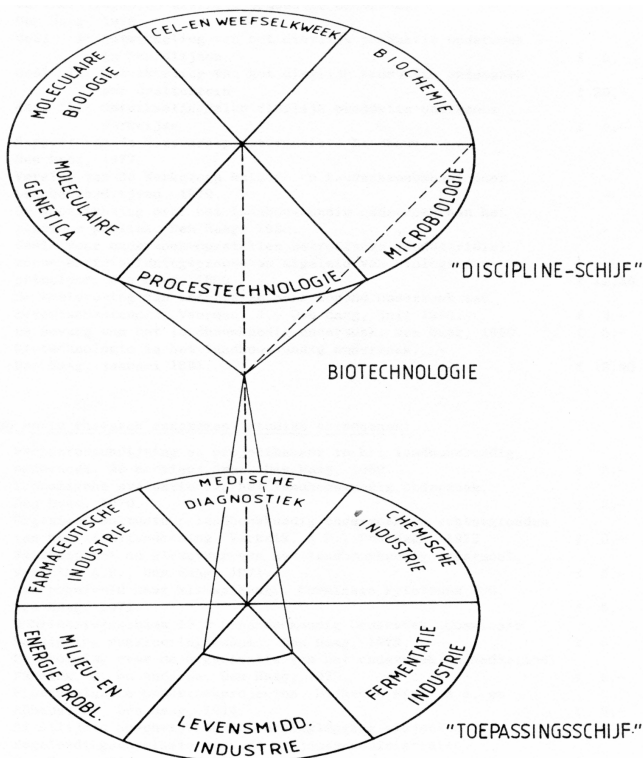 CEL-EN WEEFSELKWEEK
MOLECULAIRE
BIOLOGIE
BIOCHEMIE
MOLECULAIRE
GENETICA
MICROBIOLOGIE
PROCESTECHNOLOGIE
"DISCIPLINE-SCHIJF"
BIOTECHNOLOGIE
MEDISCHE
DIAGNOSTIEK
FARMACEUTISCHE
INDUSTRIE
CHEMISCHE
INDUSTRIE
MILIEU-EN
ENERGIE PROBL.
FERMENTATIE
INDUSTRIE
LEVENSMIDD.
INDUSTRIE
"TOEPASSINGSSCHIJF"